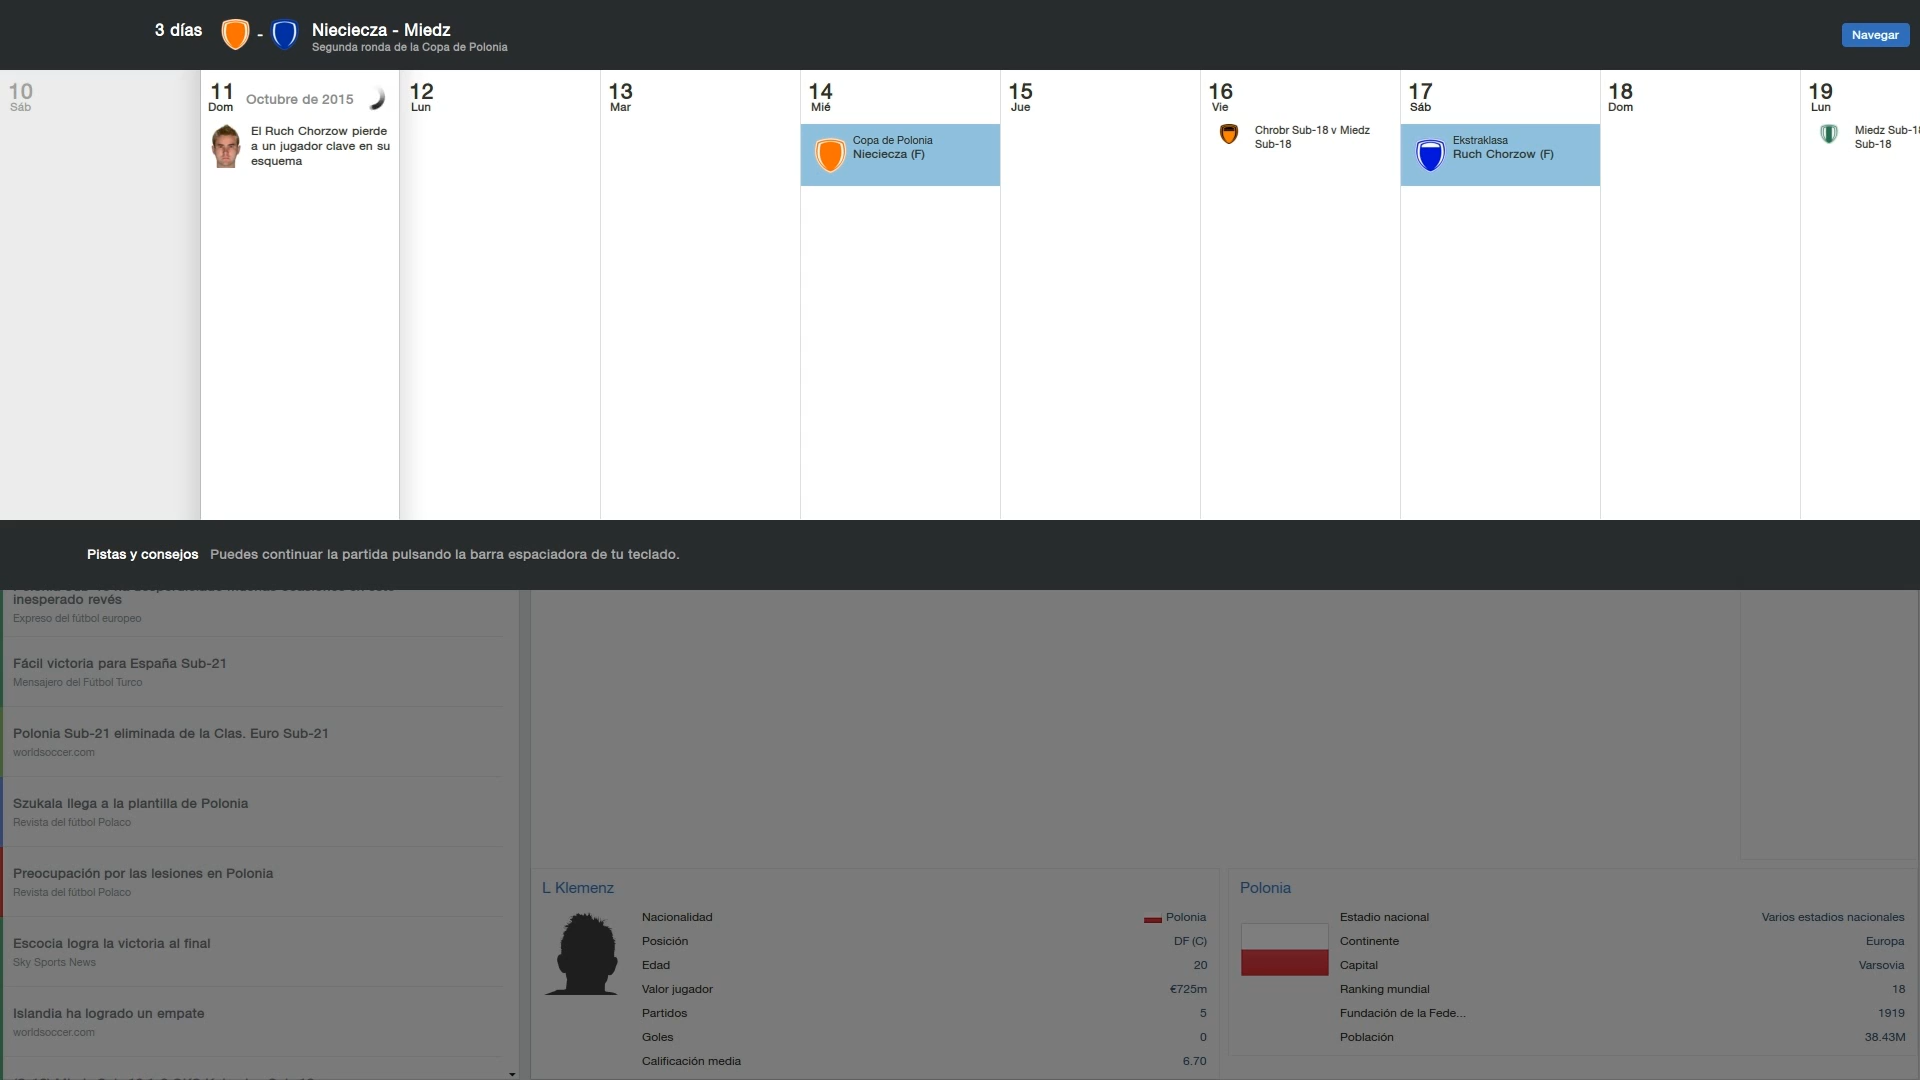 3 días
-
Nieciecza - Miedz
Segunda ronda de la Copa de Polonia
Navegar
10
Sáb
11
Dom
Octubre de 2015
El Ruch Chorzow pierde
a un jugador clave en su
esquema
12
Lun
13
Mar
14
Mié
Copa de Polonia
Nieciecza (F)
15
Jue
16
Vie
Chrobr Sub-18 v Miedz
Sub-18
17
Sáb
Ekstraklasa
Ruch Chorzow (F)
18
Dom
19
Lun
Miedz Sub-18
Sub-18
Pistas y consejos Puedes continuar la partida pulsando la barra espaciadora de tu teclado.
inesperado revés
Expreso del fútbol europeo
Fácil victoria para España Sub-21
Mensajero del Fútbol Turco
Polonia Sub-21 eliminada de la Clas. Euro Sub-21
worldsoccer.com
Szukala llega a la plantilla de Polonia
Revista del fútbol Polaco
Preocupación por las lesiones en Polonia
Revista del fútbol Polaco
Escocia logra la victoria al final
Sky Sports News
Islandia ha logrado un empate
worldsoccer.com
L Klemenz
Nacionalidad Polonia
Posición DF (C)
Edad 20
Valor jugador €725m
Partidos 5
Goles 0
Calificación media 6.70
Polonia
Estadio nacional Varios estadios nacionales
Continente Europa
Capital Varsovia
Ranking mundial 18
Fundación de la Fede... 1919
Población 38.43M